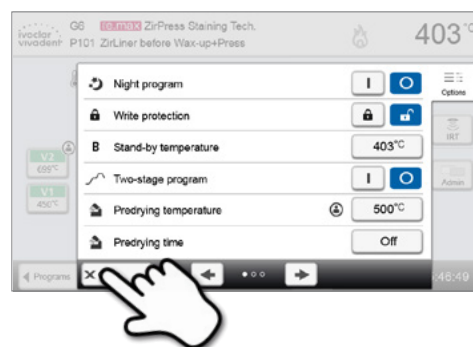 ivoclar
vivadent
G6 IPS e.max ZirPress Staining Tech.
P101 ZirLiner before Wax-up+Press
403°C
Night program I O
Options
Write protection
IRT
B Stand-by temperature 403°C
V2
695°C
Two-stage program I O
Admin
V1
450°C
Predrying temperature 500°C
Predrying time Off
Programs
:46:49